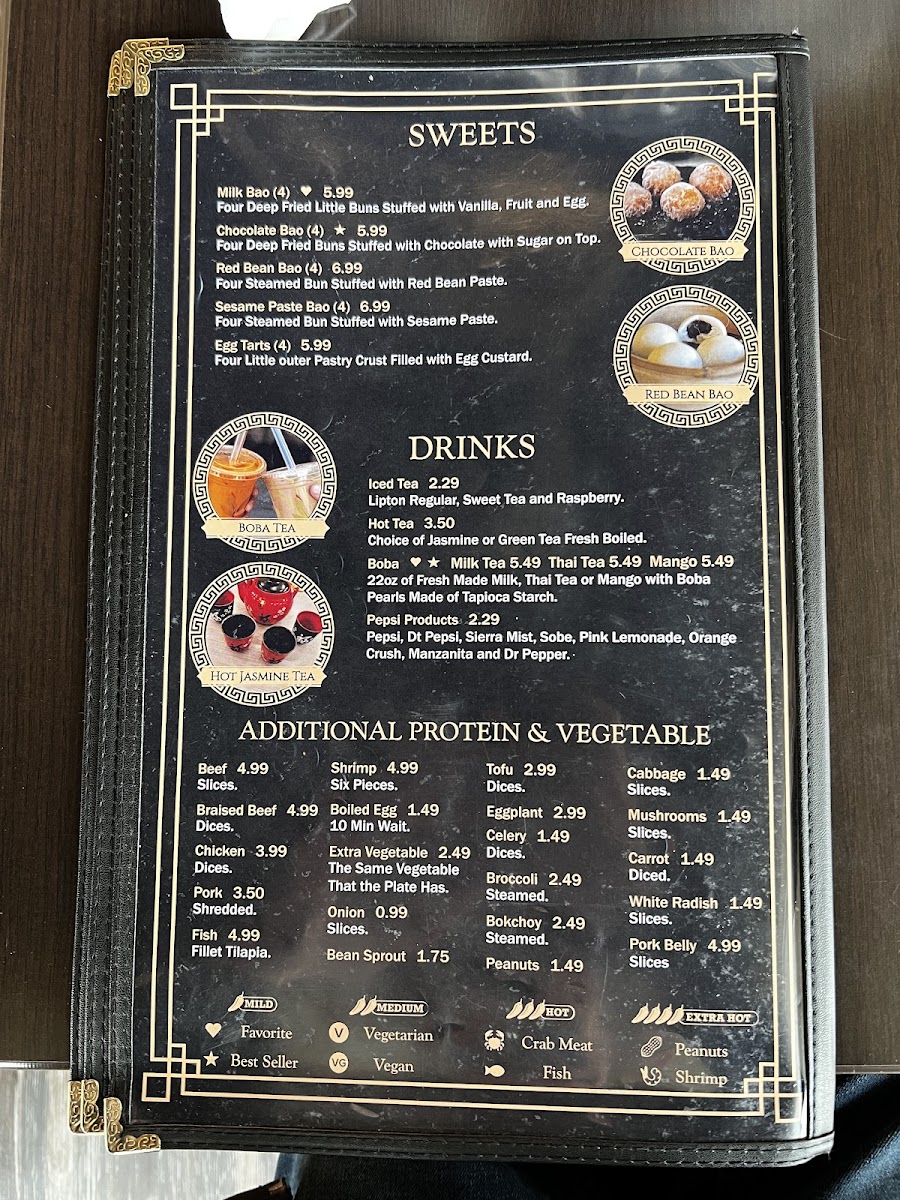 SWEETS
Milk Bao (4) ♥ 5.99
Four Deep Fried Little Buns Stuffed with Vanilla, Fruit and Egg.
Chocolate Bao (4) ★ 5.99
Four Deep Fried Buns Stuffed with Chocolate with Sugar on Top.
Red Bean Bao (4) 6.99
Four Steamed Bun Stuffed with Red Bean Paste.
Sesame Paste Bao (4) 6.99
Four Steamed Bun Stuffed with Sesame Paste.
Egg Tarts (4) 5.99
Four Little outer Pastry Crust Filled with Egg Custard.
CHOCOLATE BAO
RED BEAN BAO
DRINKS
BOBA TEA
HOT JASMINE TEA
Iced Tea 2.29
Lipton Regular, Sweet Tea and Raspberry.
Hot Tea 3.50
Choice of Jasmine or Green Tea Fresh Boiled.
Boba ♥ ★ Milk Tea 5.49 Thai Tea 5.49 Mango 5.49
22oz of Fresh Made Milk, Thai Tea or Mango with Boba
Pearls Made of Tapioca Starch.
Pepsi Products 2.29
Pepsi, Dt Pepsi, Sierra Mist, Sobe, Pink Lemonade, Orange
Crush, Manzanita and Dr Pepper.
ADDITIONAL PROTEIN & VEGETABLE
Beef 4.99
Slices.
Braised Beef 4.99
Dices.
Chicken 3.99
Dices.
Pork 3.50
Shredded.
Fish 4.99
Fillet Tilapia.
Shrimp 4.99
Six Pieces.
Boiled Egg 1.49
10 Min Wait.
Extra Vegetable 2.49
The Same Vegetable
That the Plate Has.
Onion 0.99
Slices.
Bean Sprout 1.75
Tofu 2.99
Dices.
Eggplant 2.99
Celery 1.49
Dices.
Broccoli 2.49
Steamed.
Bokchoy 2.49
Steamed.
Peanuts 1.49
Cabbage 1.49
Slices.
Mushrooms 1.49
Slices.
Carrot 1.49
Diced.
White Radish 1.49
Slices.
Pork Belly 4.99
Slices
MILD
MEDIUM
HOT
EXTRA HOT
♥ Favorite
V Vegetarian
Crab Meat
Peanuts
★ Best Seller
VG Vegan
Fish
Shrimp